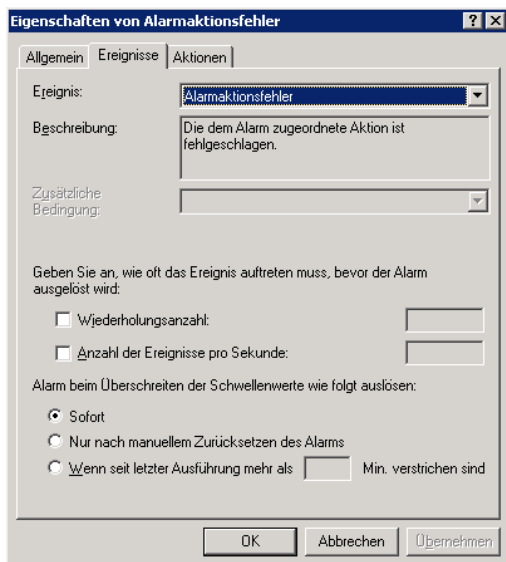 Eigenschaften von Alarmaktionsfehler
Allgemein Ereignisse Aktionen
Ereignis: Alarmaktionsfehler
Beschreibung: Die dem Alarm zugeordnete Aktion ist
fehlgeschlagen.
Zusätzliche
Bedingung:
Geben Sie an, wie oft das Ereignis auftreten muss, bevor der Alarm
ausgelöst wird:
Wiederholungsanzahl:
Anzahl der Ereignisse pro Sekunde:
Alarm beim Überschreiten der Schwellenwerte wie folgt auslösen:
Sofort
Nur nach manuellem Zurücksetzen des Alarms
Wenn seit letzter Ausführung mehr als Min. verstrichen sind
OK Abbrechen Übernehmen